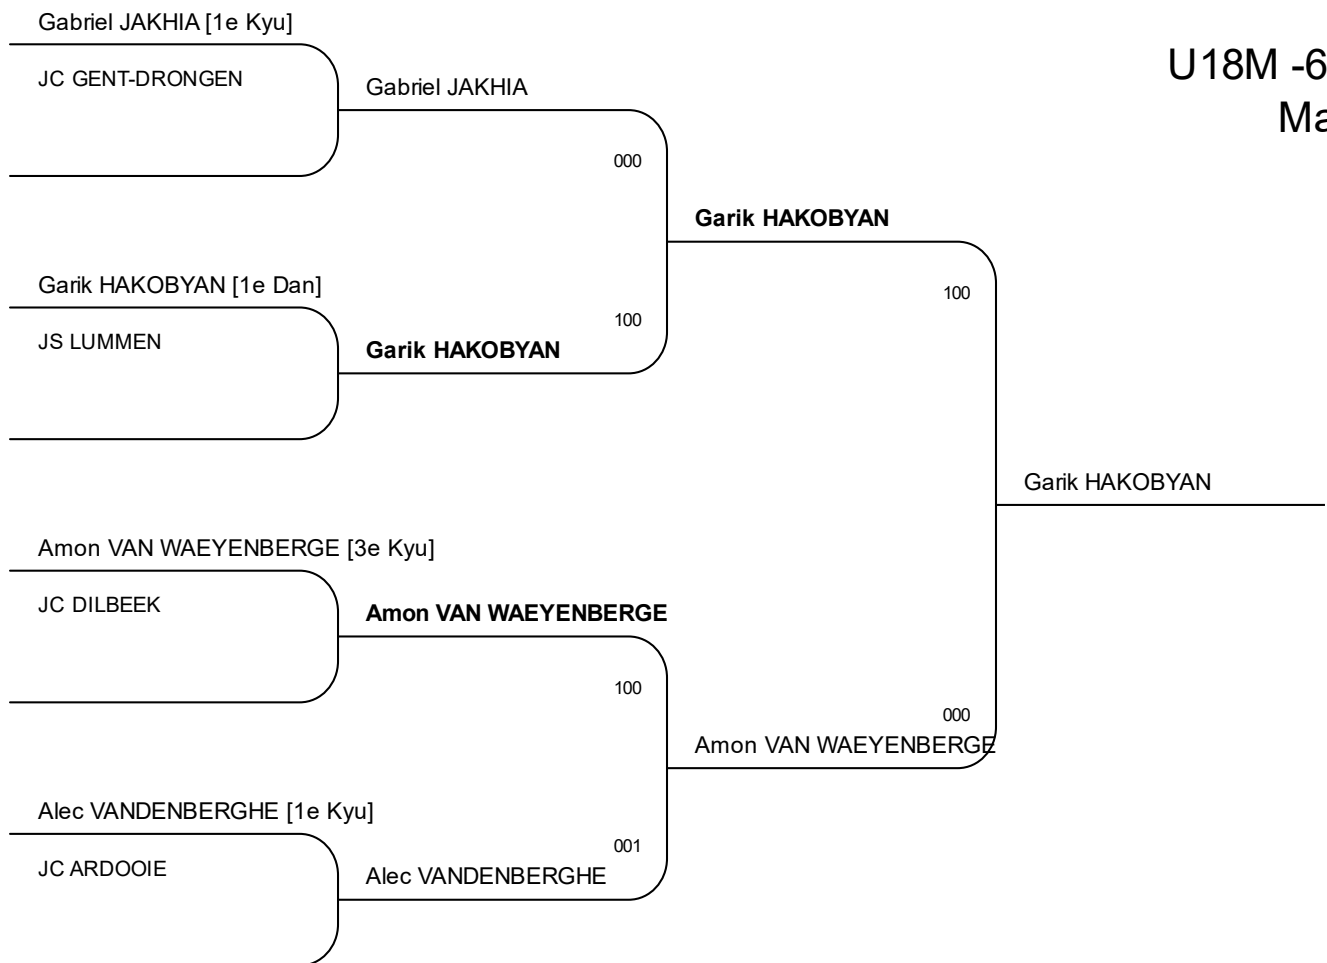 Gabriel JAKHIA [1e Kyu]
U18M -6
JC GENT-DRONGEN
Gabriel JAKHIA
Ma
000
Garik HAKOBYAN
Garik HAKOBYAN [1e Dan]
100
100
JS LUMMEN
Garik HAKOBYAN
Garik HAKOBYAN
Amon VAN WAEYENBERGE [3e Kyu]
JC DILBEEK
Amon VAN WAEYENBERGE
100
000
Amon VAN WAEYENBERGE
Alec VANDENBERGHE [1e Kyu]
001
JC ARDOOIE
Alec VANDENBERGHE